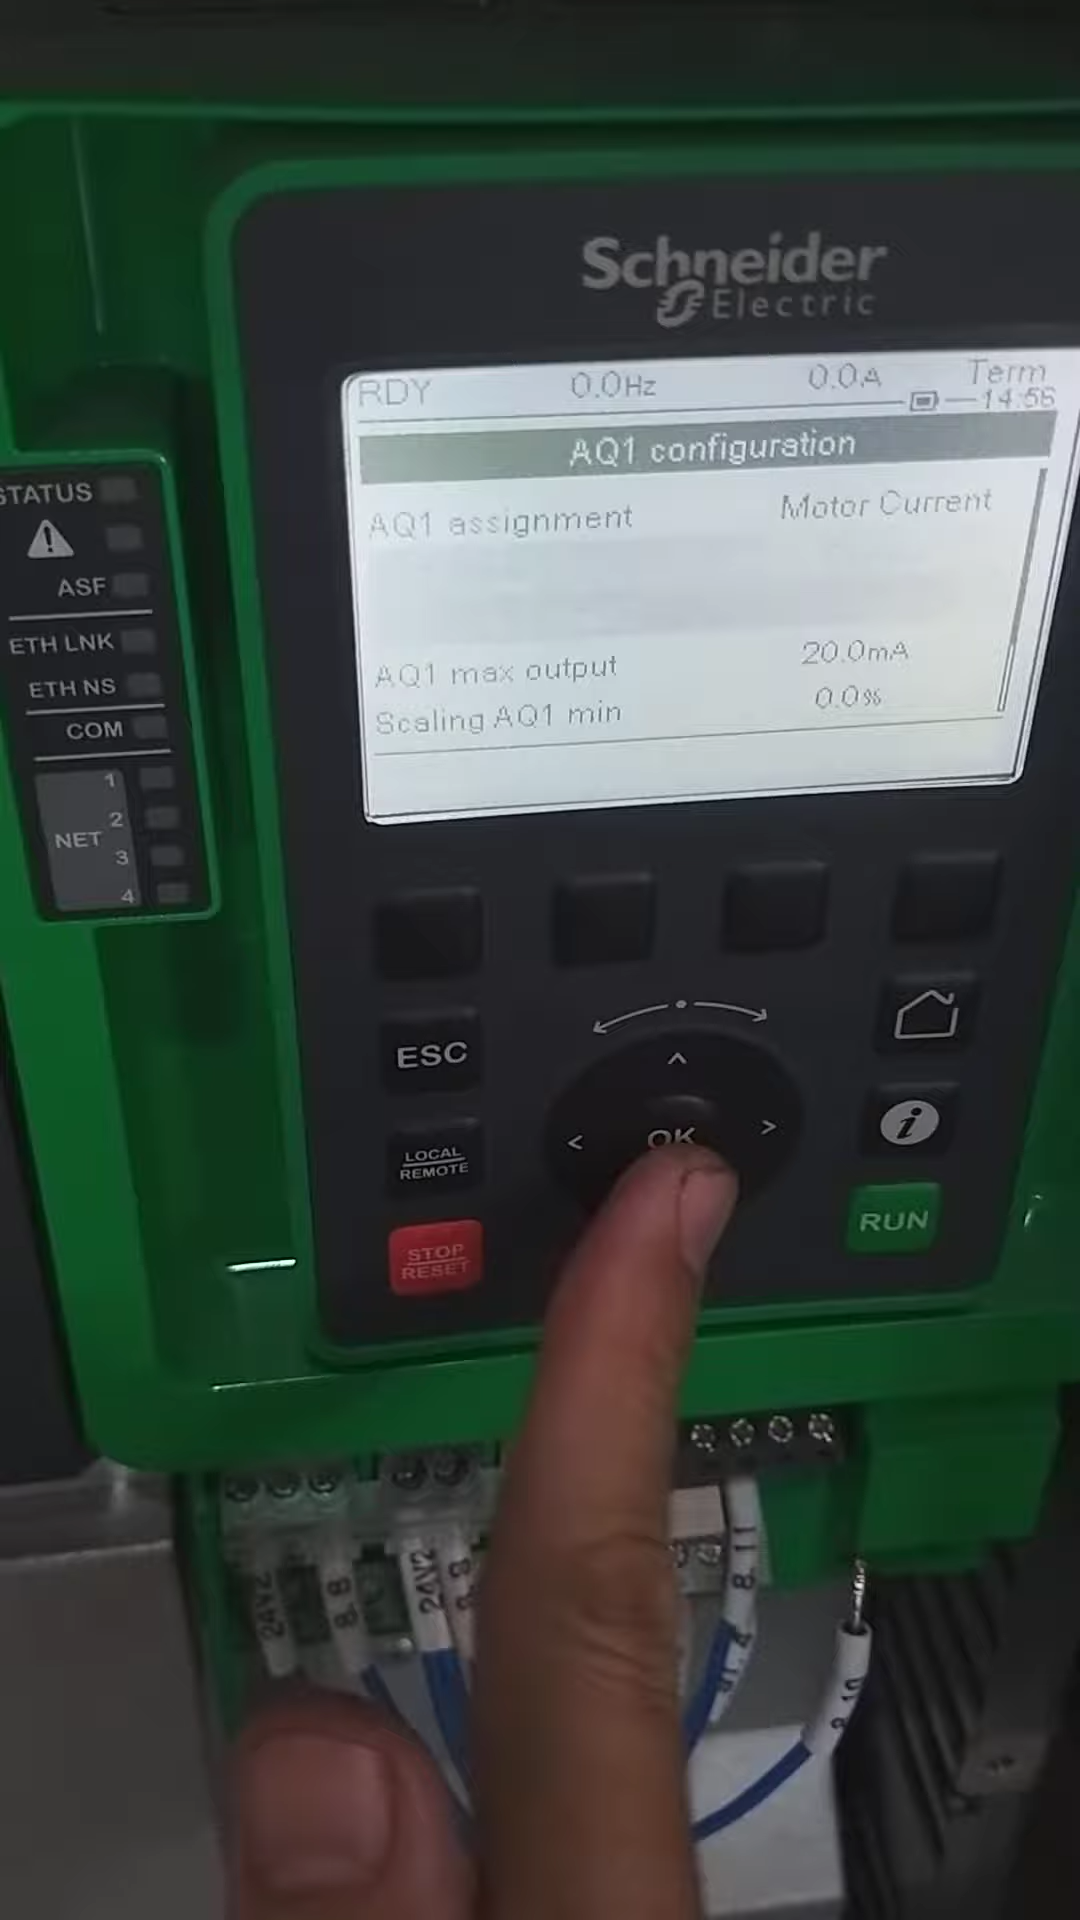 Schneider
Electric
RDY 0.0Hz 0.0A Term
14:56
AQ1 configuration
AQ1 assignment Motor Current
AQ1 max output 20.0mA
Scaling AQ1 min 0.0%
STATUS
ASF
ETH LNK
ETH NS
COM
NET
1
2
3
4
ESC
LOCAL
REMOTE
STOP
RESET
OK
i
RUN
24V2
8.8
24V2
8.8
8.11